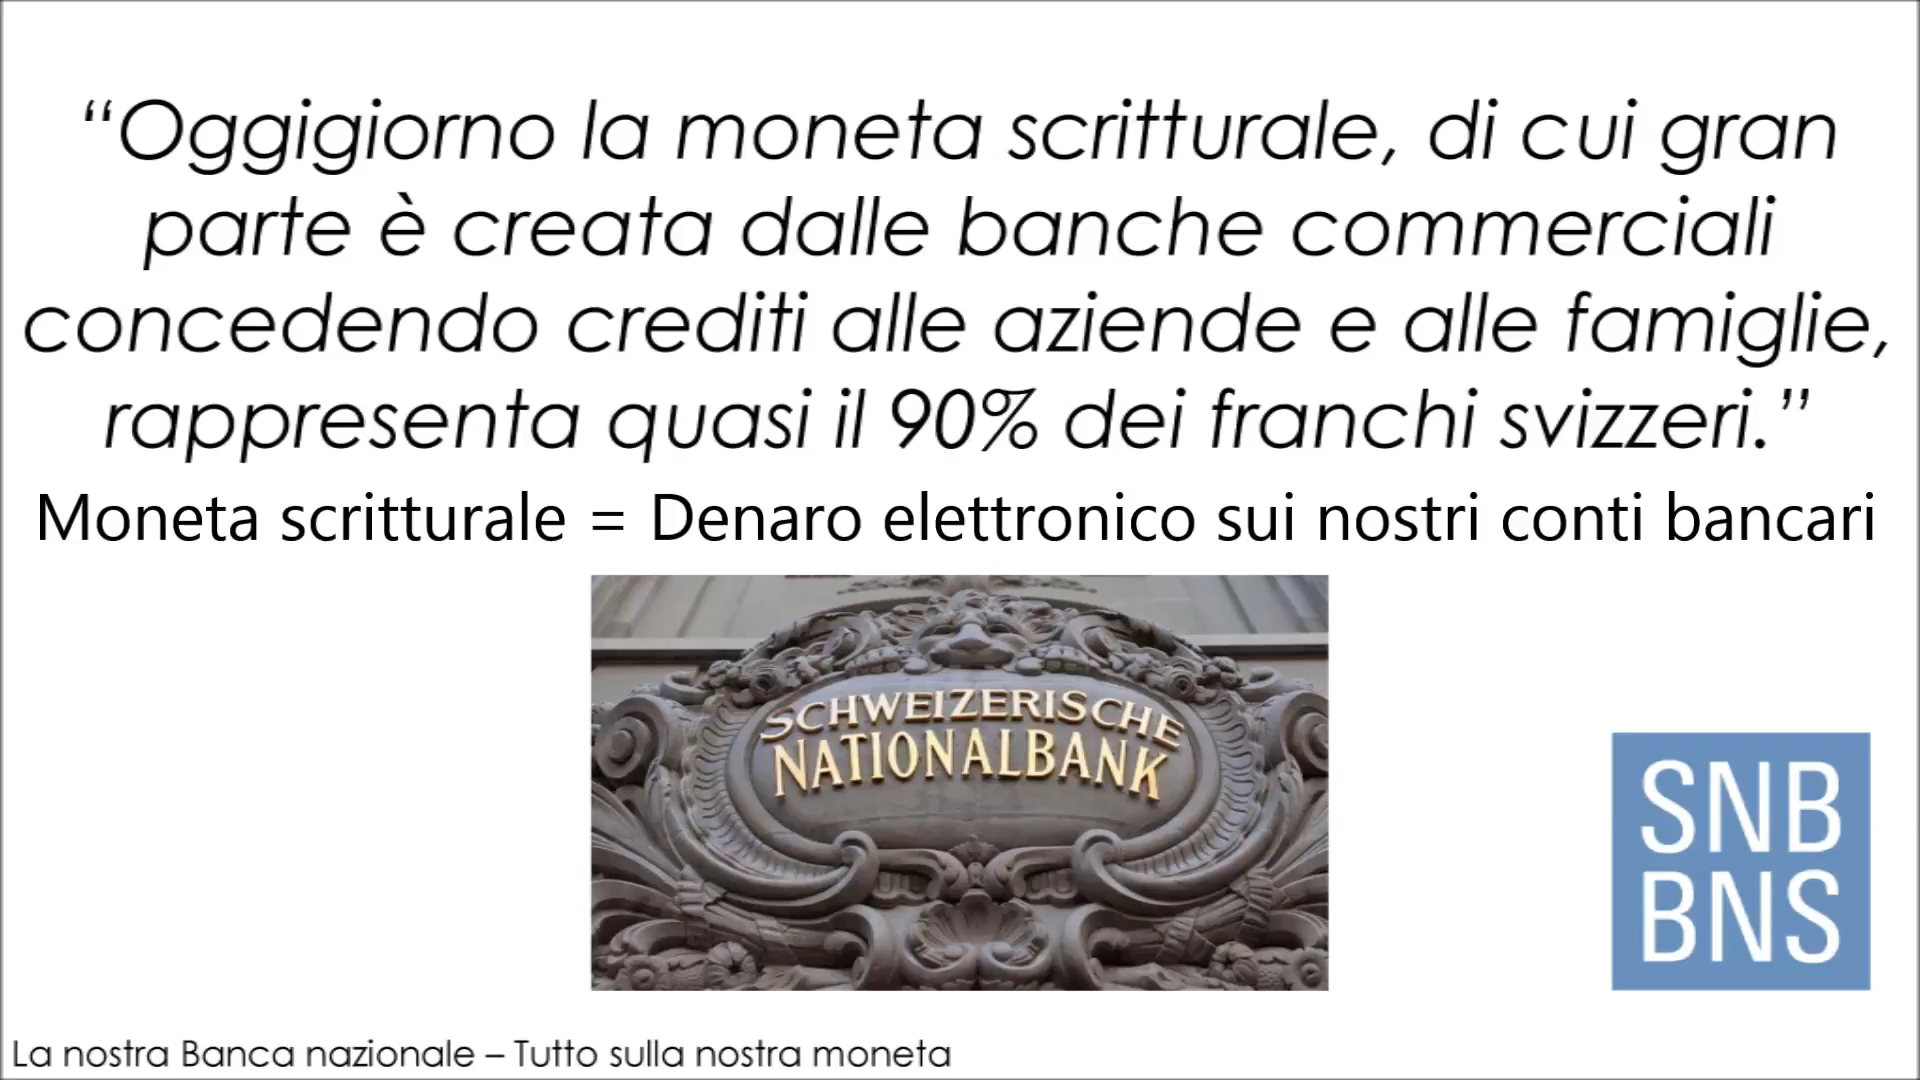 “Oggigiorno la moneta scritturale, di cui gran
parte è creata dalle banche commerciali
concedendo crediti alle aziende e alle famiglie,
rappresenta quasi il 90% dei franchi svizzeri.”
Moneta scritturale = Denaro elettronico sui nostri conti bancari
SCHWEIZERISCHE
NATIONALBANK
SNB
BNS
La nostra Banca nazionale – Tutto sulla nostra moneta